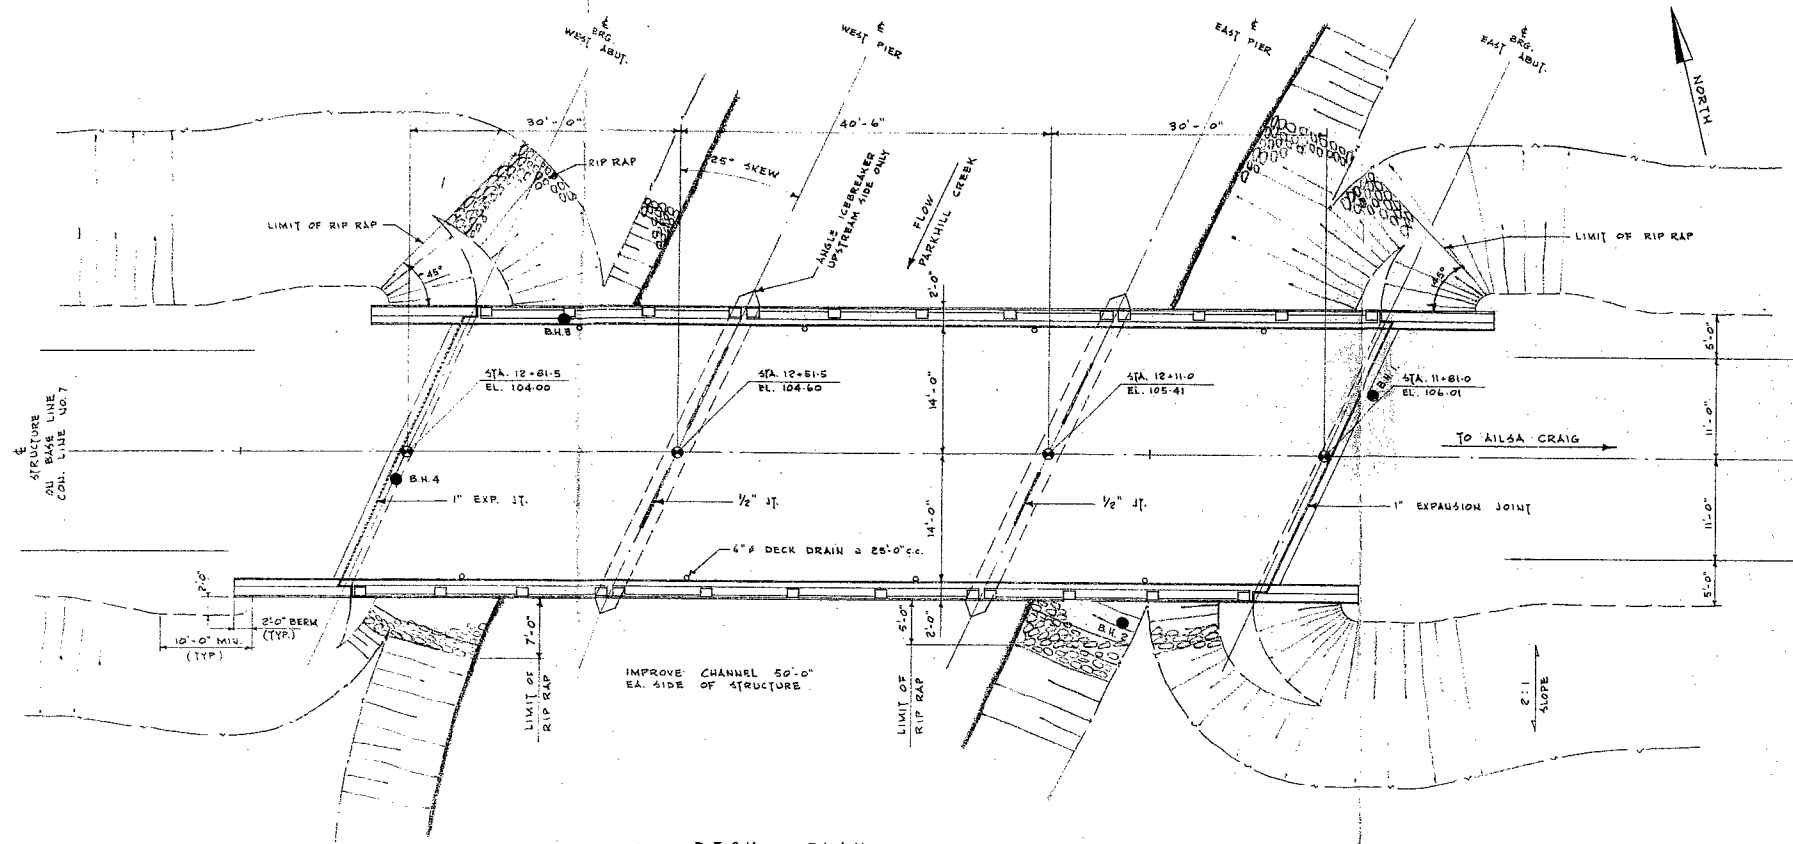 ℄
BRG.
WEST ABUT.
℄
WEST PIER
℄
EAST PIER
℄
BRG.
EAST ABUT.
NORTH
30'-0"
40'-6"
30'-0"
25° SKEW
RIP RAP
ANGLE ICEBREAKER
UPSTREAM SIDE ONLY
FLOW
PARKHILL CREEK
LIMIT OF RIP RAP
LIMIT OF RIP RAP
45°
45°
2'-0"
B.H.3
5'-0"
STA. 12+81.5
EL. 104.00
STA. 12+51.5
EL. 104.60
STA. 12+11.0
EL. 105.41
B.H.1
STA. 11+81.0
EL. 106.01
14'-0"
11'-0"
℄
STRUCTURE
ON BASE LINE
CON. LINE NO.7
TO AILSA CRAIG
B.H.4
1" EXP. JT.
1/2" JT.
14'-0"
1/2" JT.
1" EXPANSION JOINT
11'-0"
6"ø DECK DRAIN @ 25'-0" C.C.
2'-0"
2'-0" BERM
(TYP.)
10'-0" MIN.
(TYP)
7'-0"
5'-0"
2'-0"
B.H.2
5'-0"
IMPROVE CHANNEL 50'-0"
EA. SIDE OF STRUCTURE
LIMIT OF
RIP RAP
LIMIT OF
RIP RAP
2:1
SLOPE